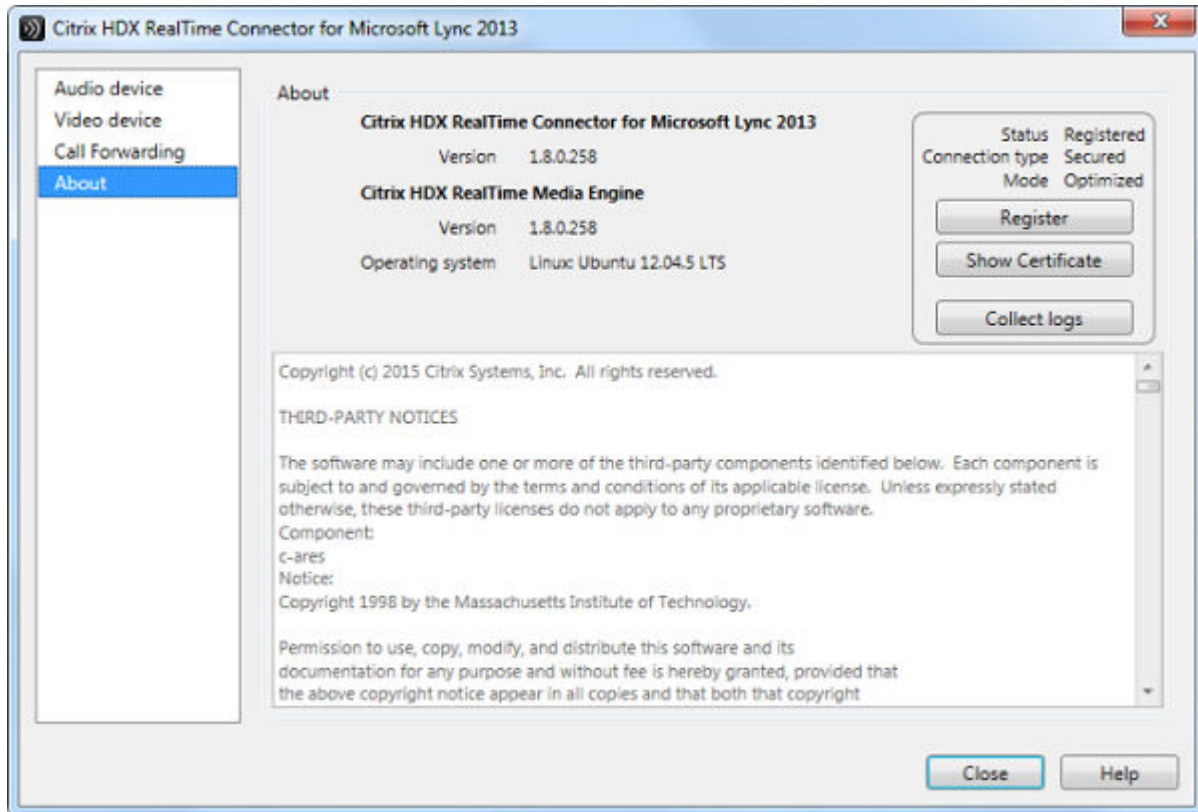 Citrix HDX RealTime Connector for Microsoft Lync 2013
Audio device
Video device
Call Forwarding
About
About
Citrix HDX RealTime Connector for Microsoft Lync 2013
Version 1.8.0.258
Citrix HDX RealTime Media Engine
Version 1.8.0.258
Operating system Linux: Ubuntu 12.04.5 LTS
Status Registered
Connection type Secured
Mode Optimized
Register
Show Certificate
Collect logs
Copyright (c) 2015 Citrix Systems, Inc. All rights reserved.
THIRD-PARTY NOTICES
The software may include one or more of the third-party components identified below. Each component is
subject to and governed by the terms and conditions of its applicable license. Unless expressly stated
otherwise, these third-party licenses do not apply to any proprietary software.
Component:
c-ares
Notice:
Copyright 1998 by the Massachusetts Institute of Technology.
Permission to use, copy, modify, and distribute this software and its
documentation for any purpose and without fee is hereby granted, provided that
the above copyright notice appear in all copies and that both that copyright
Close
Help